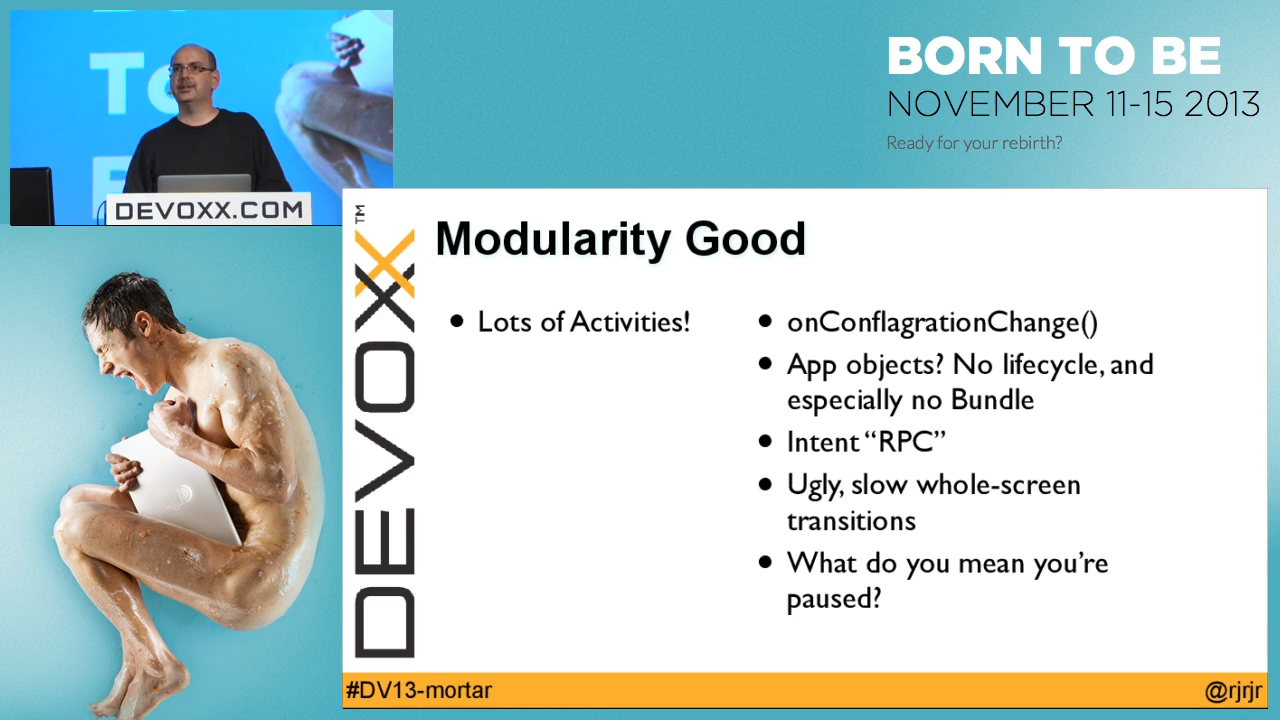 To
DEVOXX.COM
BORN TO BE
NOVEMBER 11-15 2013
Ready for your rebirth?
DEVOXX™
Modularity Good
• Lots of Activities!
• onConflagrationChange()
• App objects? No lifecycle, and
especially no Bundle
• Intent “RPC”
• Ugly, slow whole-screen
transitions
• What do you mean you’re
paused?
#DV13-mortar
@rjrjr